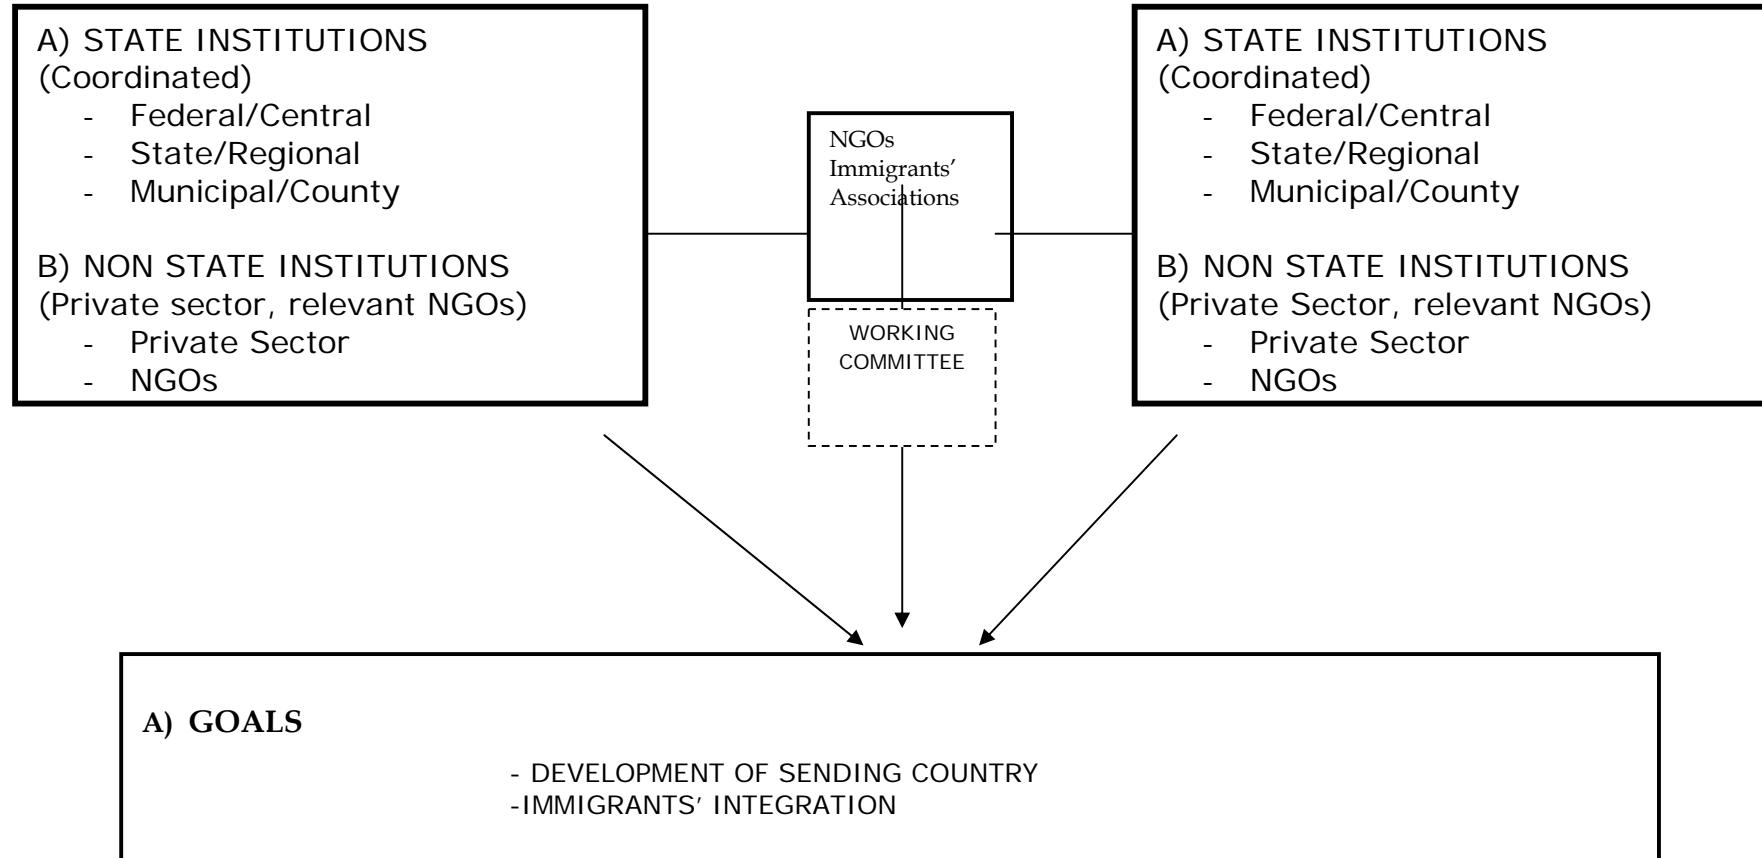 A) STATE INSTITUTIONS
(Coordinated)
- Federal/Central
- State/Regional
- Municipal/County
B) NON STATE INSTITUTIONS
(Private sector, relevant NGOs)
- Private Sector
- NGOs
NGOs
Immigrants’
Associations
WORKING
COMMITTEE
A) STATE INSTITUTIONS
(Coordinated)
- Federal/Central
- State/Regional
- Municipal/County
B) NON STATE INSTITUTIONS
(Private Sector, relevant NGOs)
- Private Sector
- NGOs
A) GOALS
- DEVELOPMENT OF SENDING COUNTRY
-IMMIGRANTS’ INTEGRATION